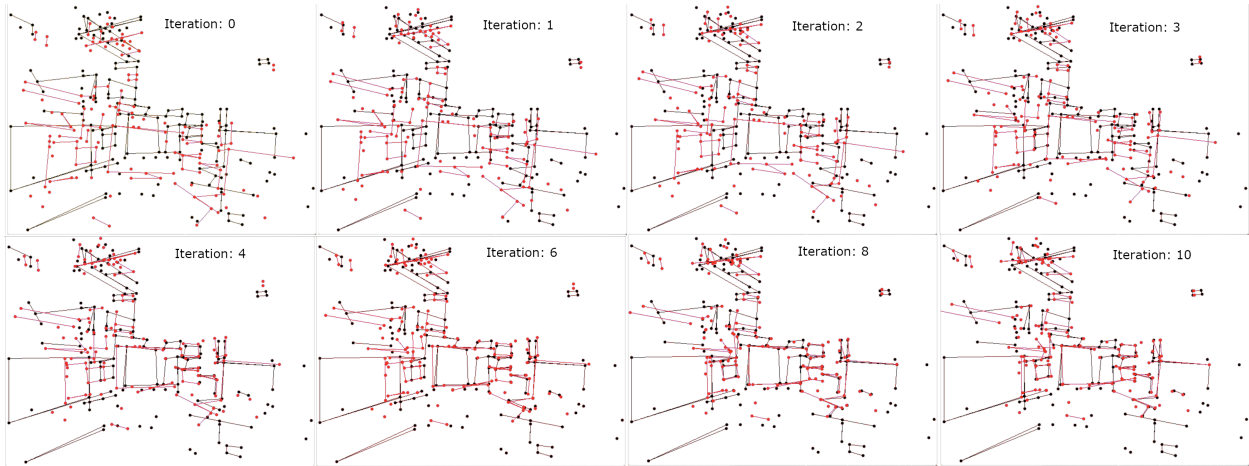 Iteration: 0
Iteration: 1
Iteration: 2
Iteration: 3
Iteration: 4
Iteration: 6
Iteration: 8
Iteration: 10